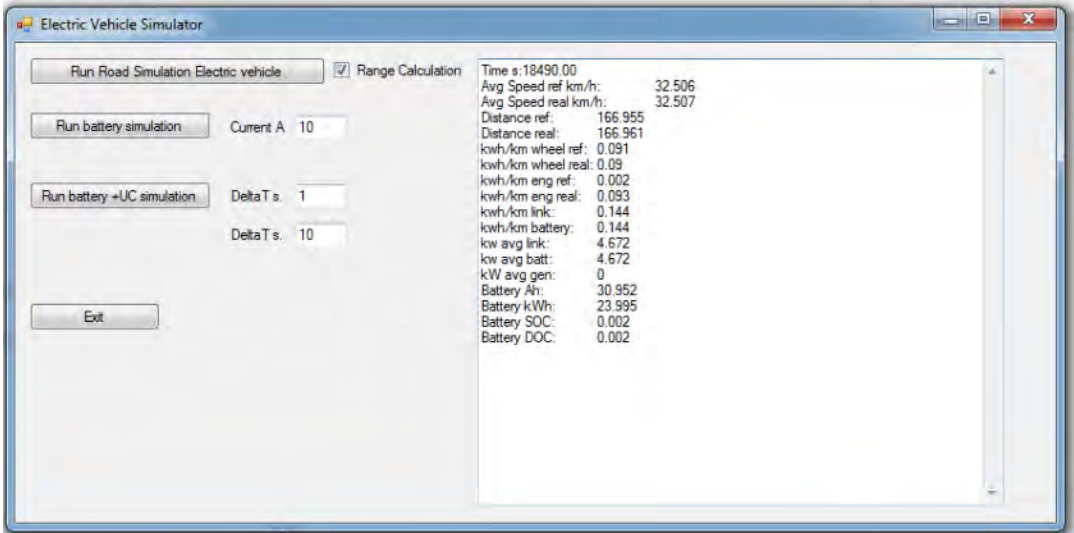 Electric Vehicle Simulator
Run Road Simulation Electric vehicle
Range Calculation
Run battery simulation
Current A 10
Run battery +UC simulation
DeltaT s. 1
DeltaT s. 10
Exit
Time s:18490.00
Avg Speed ref km/h: 32.506
Avg Speed real km/h: 32.507
Distance ref: 166.955
Distance real: 166.961
kwh/km wheel ref: 0.091
kwh/km wheel real: 0.09
kwh/km eng ref: 0.002
kwh/km eng real: 0.093
kwh/km link: 0.144
kwh/km battery: 0.144
kw avg link: 4.672
kw avg batt: 4.672
kW avg gen: 0
Battery Ah: 30.952
Battery kWh: 23.995
Battery SOC: 0.002
Battery DOC: 0.002